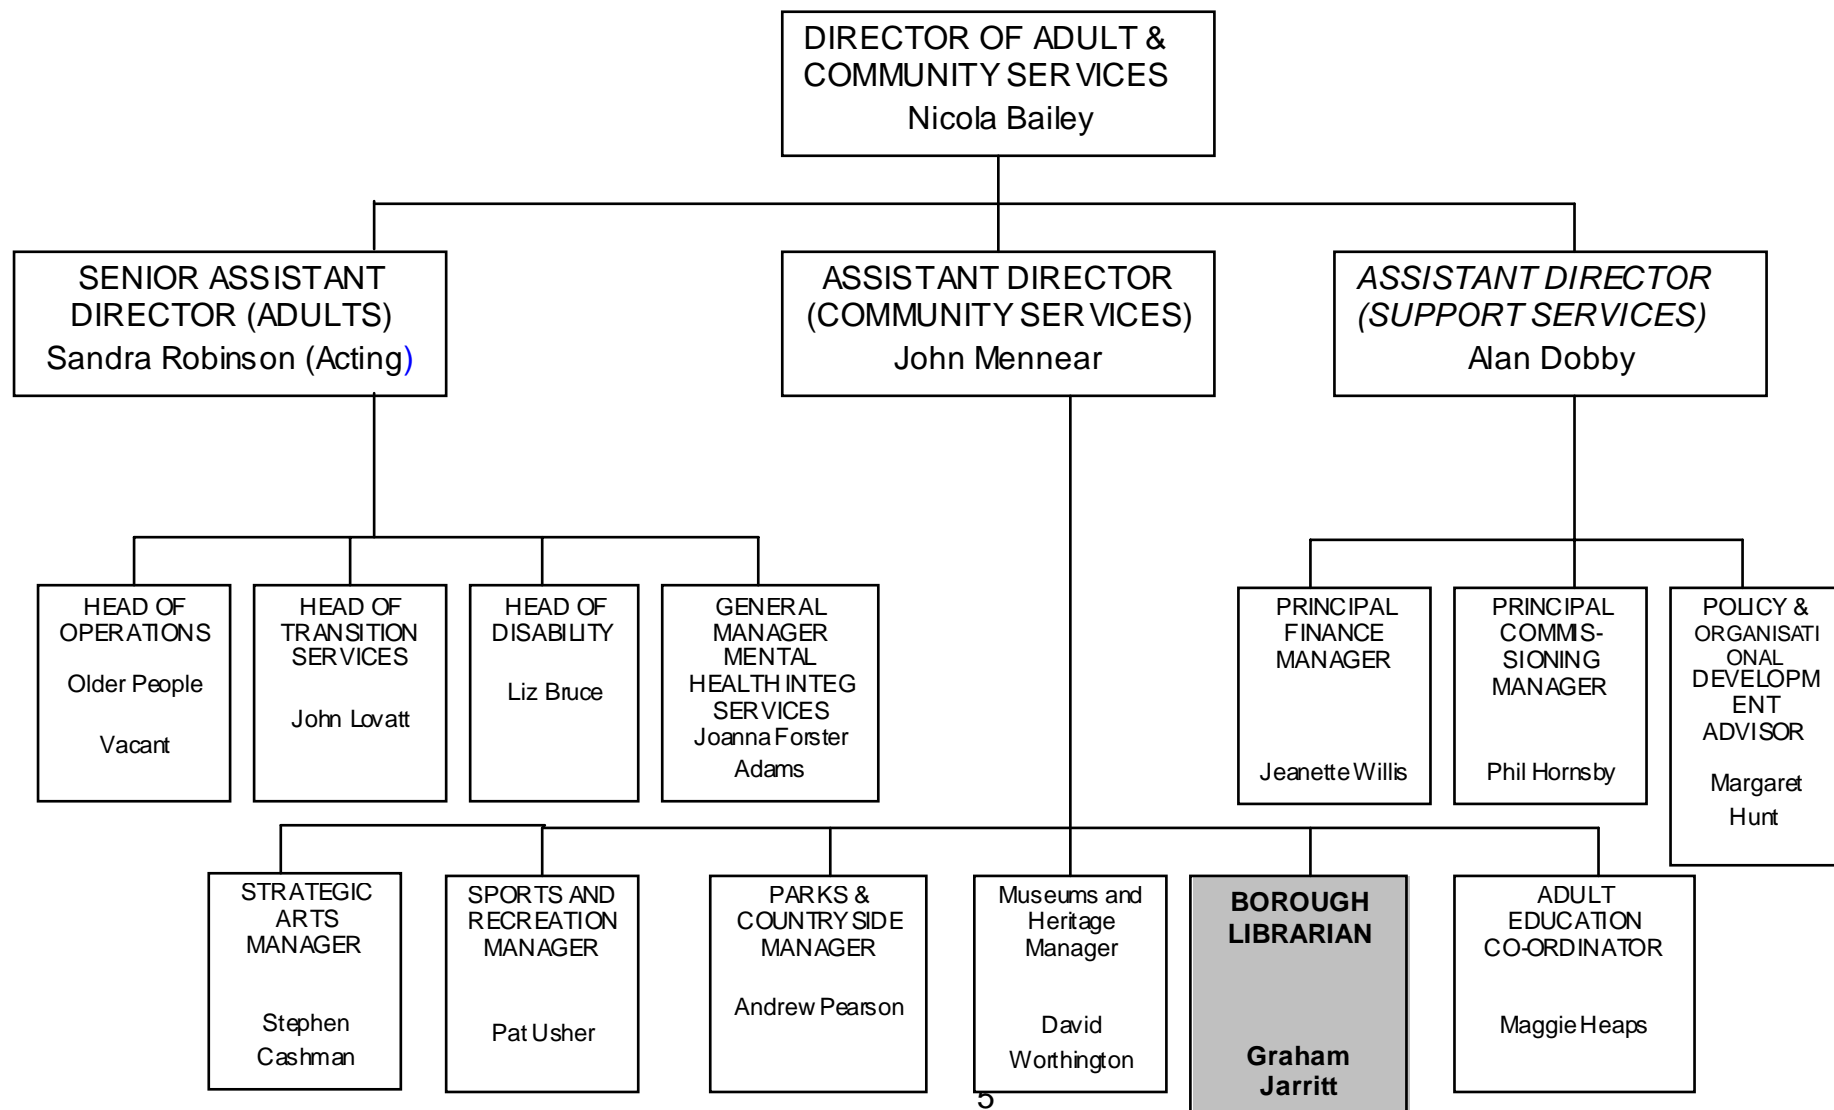 DIRECTOR OF ADULT &
COMMUNITY SERVICES
Nicola Bailey
SENIOR ASSISTANT
DIRECTOR (ADULTS)
Sandra Robinson (Acting)
ASSISTANT DIRECTOR
(COMMUNITY SERVICES)
John Mennear
ASSISTANT DIRECTOR
(SUPPORT SERVICES)
Alan Dobby
HEAD OF
OPERATIONS
Older People
Vacant
HEAD OF
TRANSITION
SERVICES
John Lovatt
HEAD OF
DISABILITY
Liz Bruce
GENERAL
MANAGER
MENTAL
HEALTH INTEG
SERVICES
Joanna Forster
Adams
PRINCIPAL
FINANCE
MANAGER
Jeanette Willis
PRINCIPAL
COMMIS-
SIONING
MANAGER
Phil Hornsby
POLICY &
ORGANISATI
ONAL
DEVELOPM
ENT
ADVISOR
Margaret
Hunt
STRATEGIC
ARTS
MANAGER
Stephen
Cashman
SPORTS AND
RECREATION
MANAGER
Pat Usher
PARKS &
COUNTRYSIDE
MANAGER
Andrew Pearson
Museums and
Heritage
Manager
David
Worthington
BOROUGH
LIBRARIAN
Graham
Jarritt
ADULT
EDUCATION
CO-ORDINATOR
Maggie Heaps
5